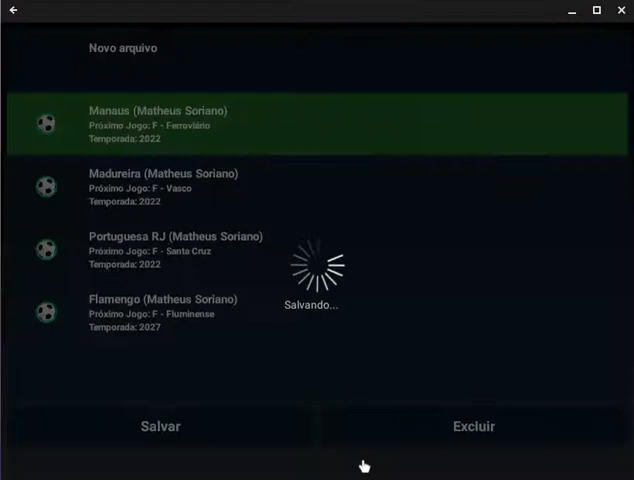 Novo arquivo
Manaus (Matheus Soriano)
Próximo Jogo: F - Ferroviário
Temporada: 2022
Madureira (Matheus Soriano)
Próximo Jogo: F - Vasco
Temporada: 2022
Portuguesa RJ (Matheus Soriano)
Próximo Jogo: F - Santa Cruz
Temporada: 2022
Flamengo (Matheus Soriano)
Próximo Jogo: F - Fluminense
Temporada: 2027
Salvando...
Salvar
Excluir